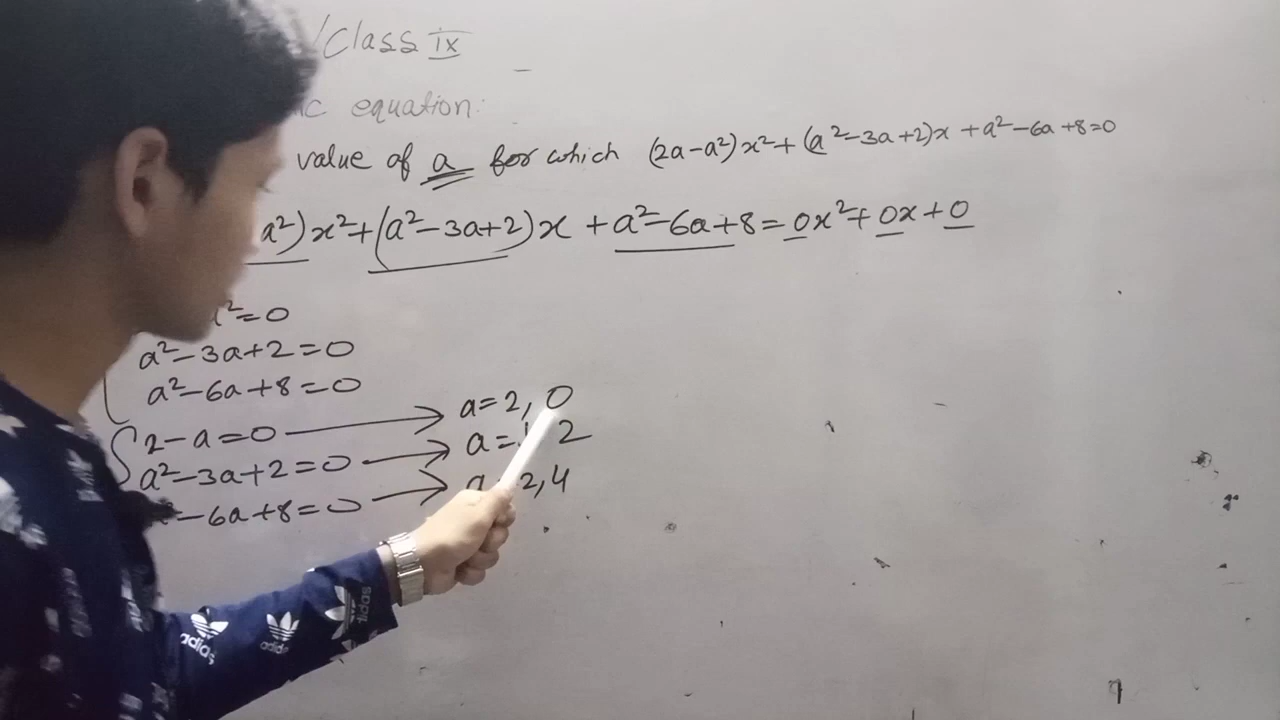 /Class IX
equation:
value of a for which (2a-a²)x²+(a²-3a+2)x+a²-6a+8=0
a²)x²+(a²-3a+2)x+a²-6a+8=0x²+0x+0
²=0
a²-3a+2=0
a²-6a+8=0
2-a=0 → a=2, 0
a²-3a+2=0 → a= 2
-6a+8=0 → 2,4
adidas
adidas